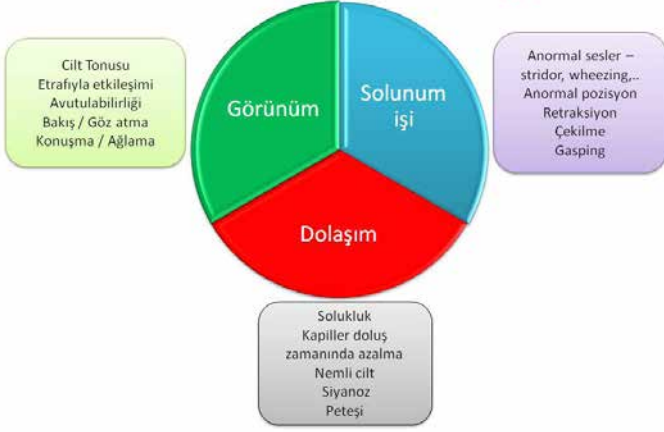 Cilt Tonusu
Etrafıyla etkileşimi
Avutulabilirliği
Bakış / Göz atma
Konuşma / Ağlama
Görünüm
Solunum
işi
Anormal sesler –
stridor, wheezing,..
Anormal pozisyon
Retraksiyon
Çekilme
Gasping
Dolaşım
Solukluk
Kapiller doluş
zamanında azalma
Nemli cilt
Siyanoz
Peteşi